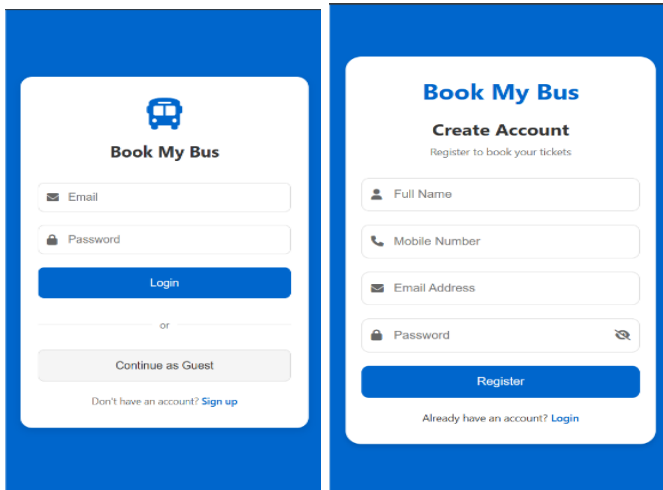 Book My Bus
Email
Password
Login
or
Continue as Guest
Don't have an account? Sign up
Book My Bus
Create Account
Register to book your tickets
Full Name
Mobile Number
Email Address
Password
Register
Already have an account? Login